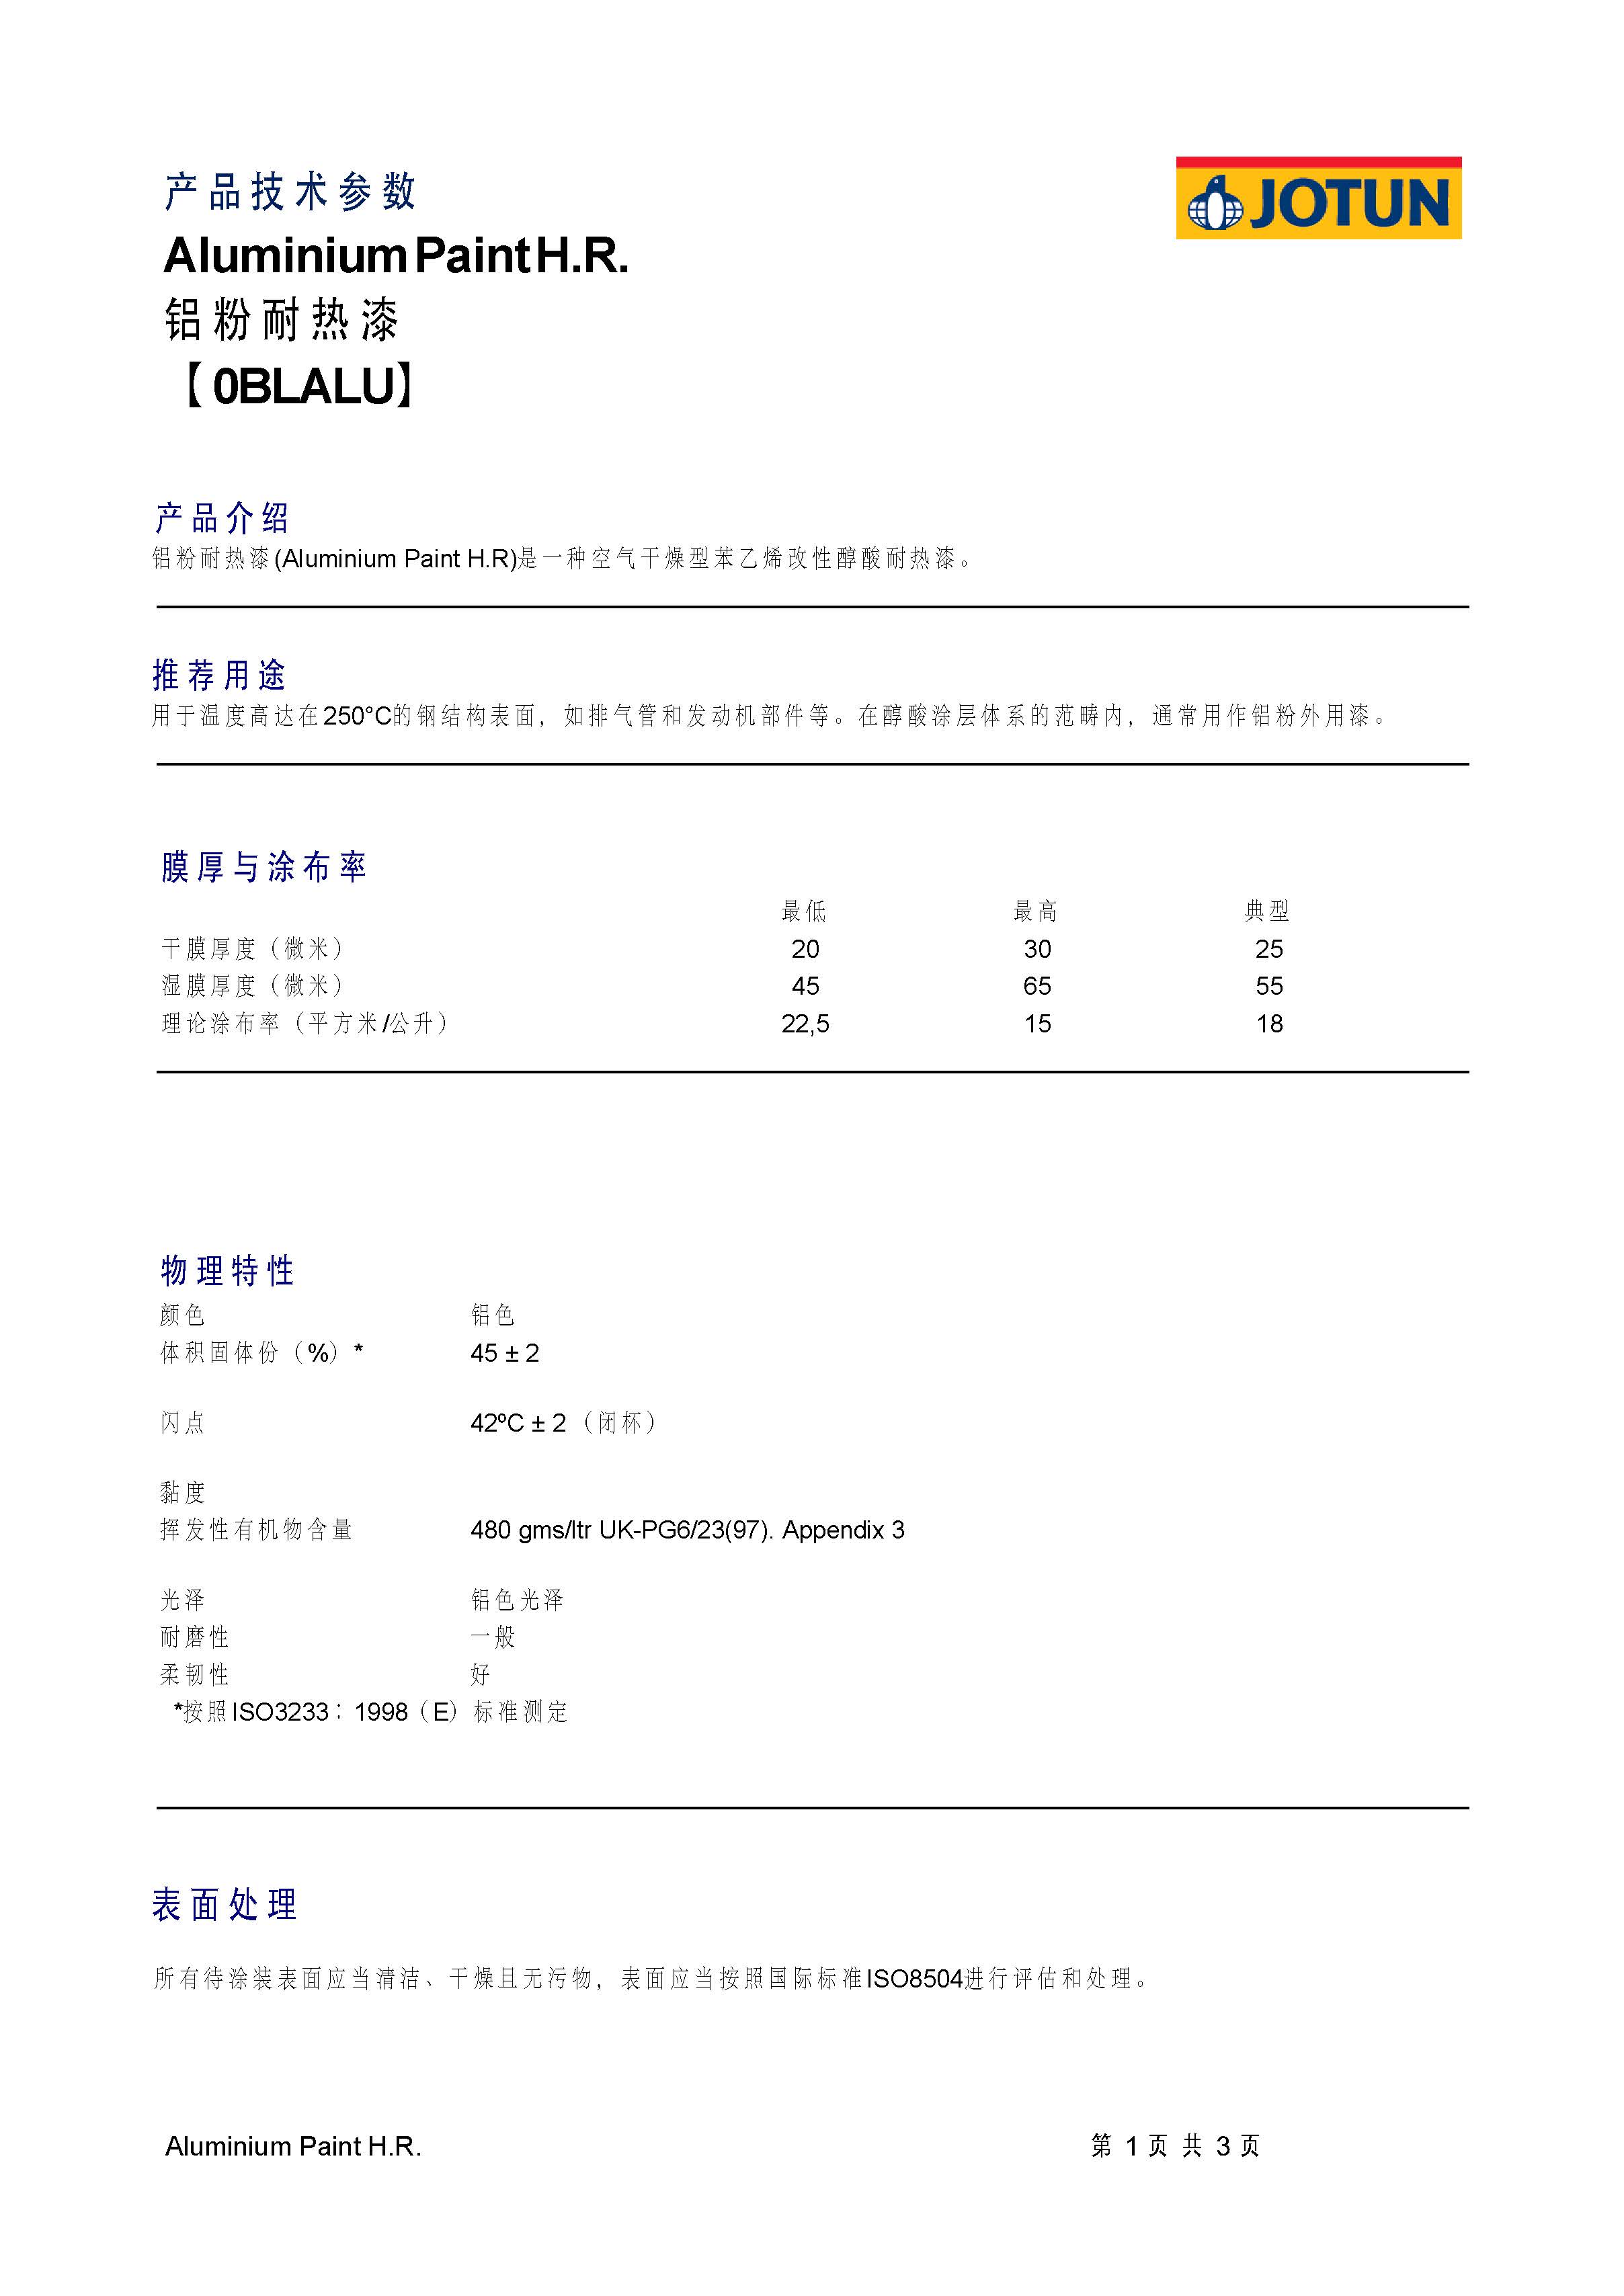 产品技术参数
JOTUN
Aluminium Paint H.R.
铝粉耐热漆
【0BLALU】
产品介绍
铝粉耐热漆(Aluminium Paint H.R)是一种空气干燥型苯乙烯改性醇酸耐热漆。
推荐用途
用于温度高达在250°C的钢结构表面，如排气管和发动机部件等。在醇酸涂层体系的范畴内，通常用作铝粉外用漆。
膜厚与涂布率
最低 最高 典型
干膜厚度（微米） 20 30 25
湿膜厚度（微米） 45 65 55
理论涂布率（平方米/公升） 22,5 15 18
物理特性
颜色 铝色
体积固体份（%）* 45 ± 2
闪点 42ºC ± 2 （闭杯）
黏度
挥发性有机物含量 480 gms/ltr UK-PG6/23(97). Appendix 3
光泽 铝色光泽
耐磨性 一般
柔韧性 好
*按照ISO3233：1998（E）标准测定
表面处理
所有待涂装表面应当清洁、干燥且无污物，表面应当按照国际标准ISO8504进行评估和处理。
Aluminium Paint H.R. 第 1 页 共 3 页